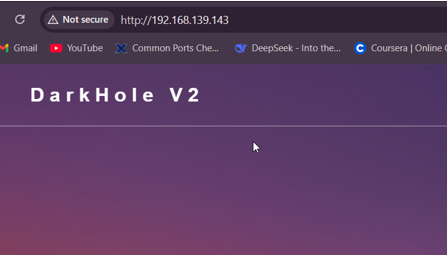 Not secure http://192.168.139.143
Gmail YouTube Common Ports Che... DeepSeek - Into the... Coursera | Online
DarkHole V2